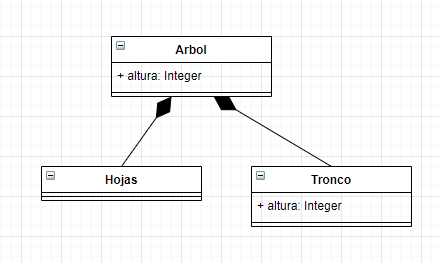 Arbol
+ altura: Integer
Hojas
Tronco
+ altura: Integer